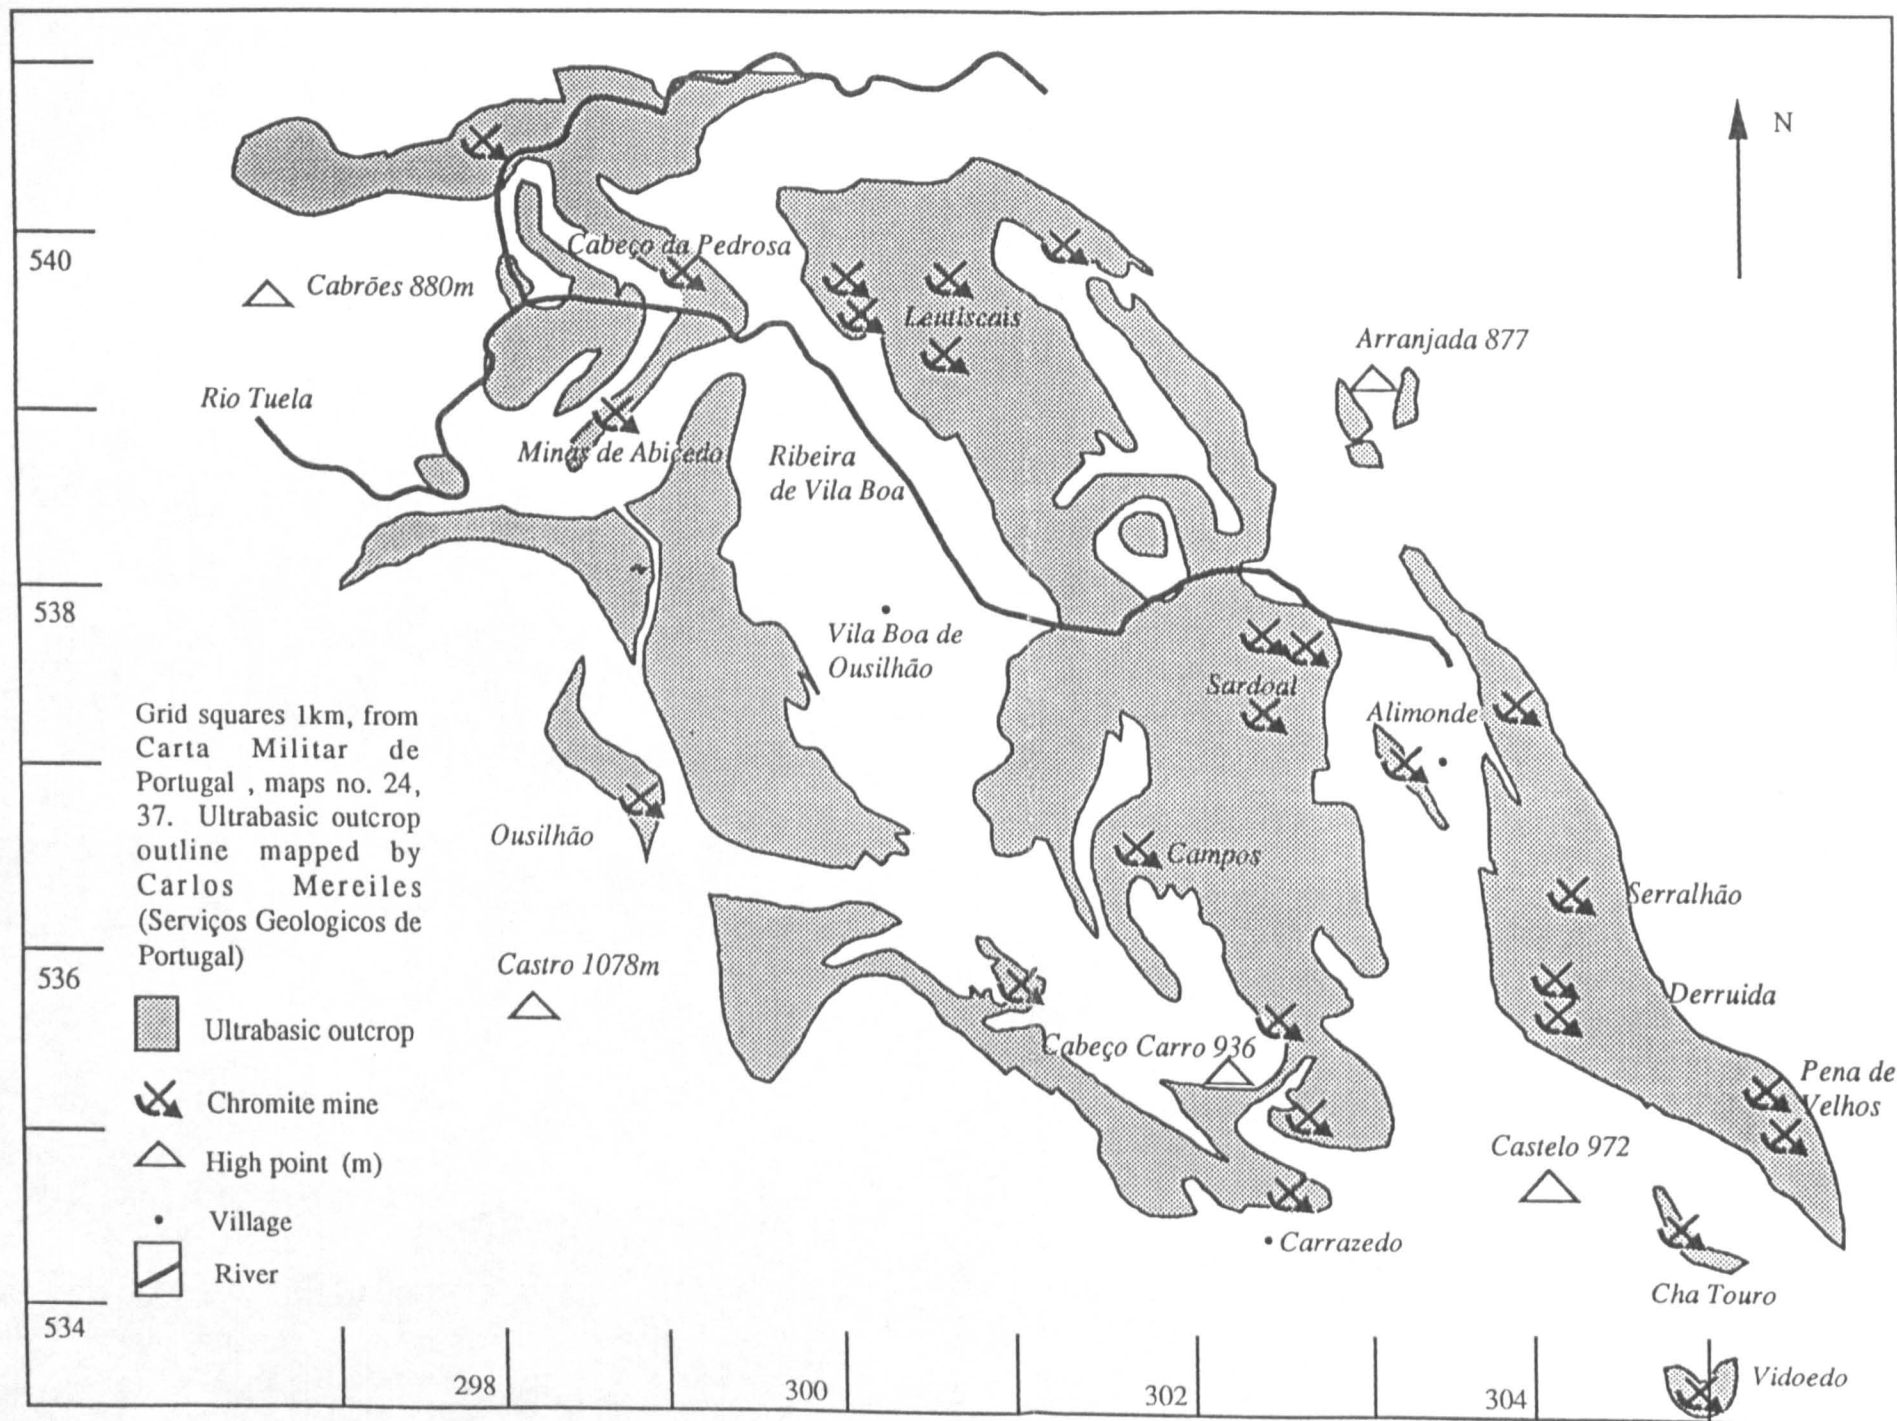 N
540
Cabeço da Pedrosa
Cabrões 880m
Leutiscais
Arranjada 877
Rio Tuela
Minas de Abiçedo
Ribeira
de Vila Boa
538
Vila Boa de
Ousilhão
Sardoal
Alimonde
Grid squares 1km, from
Carta Militar de
Portugal , maps no. 24,
37. Ultrabasic outcrop
outline mapped by
Carlos Mereiles
(Serviços Geologicos de
Portugal)
Ousilhão
Campos
Serralhão
536
Castro 1078m
Derruida
Cabeço Carro 936
Pena de
Velhos
Ultrabasic outcrop
Chromite mine
High point (m)
Village
River
Castelo 972
Carrazedo
Cha Touro
534
298
300
302
304
Vidoedo